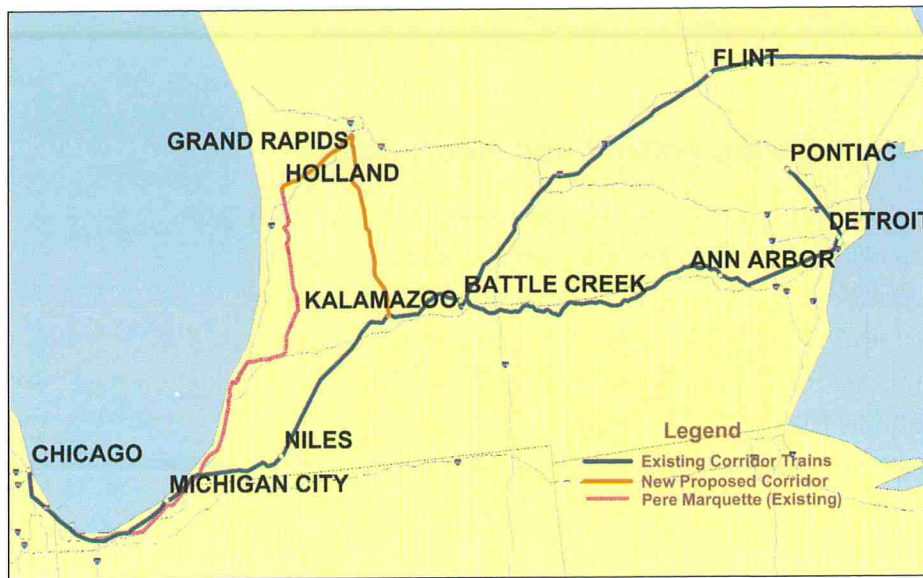 FLINT
GRAND RAPIDS
HOLLAND
PONTIAC
DETROIT
ANN ARBOR
BATTLE CREEK
KALAMAZOO
NILES
CHICAGO
MICHIGAN CITY
Legend
Existing Corridor Trains
New Proposed Corridor
Pere Marquette (Existing)